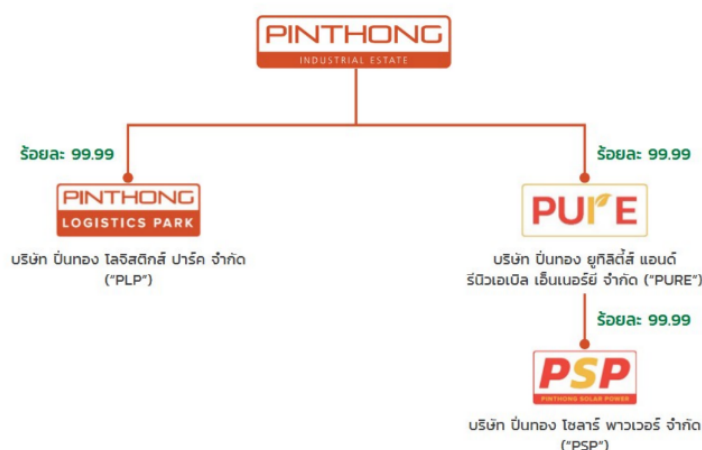 PINTHONG
INDUSTRIAL ESTATE
ร้อยละ 99.99
ร้อยละ 99.99
PINTHONG
LOGISTICS PARK
PURE
บริษัท ปิ่นทอง โลจิสติกส์ ปาร์ค จำกัด
("PLP")
บริษัท ปิ่นทอง ยูทิลิตี้ส์ แอนด์
รีนิวเอเบิล เอ็นเนอร์ยี จำกัด ("PURE")
ร้อยละ 99.99
PSP
PINTHONG SOLAR POWER
บริษัท ปิ่นทอง โซลาร์ พาวเวอร์ จำกัด
("PSP")